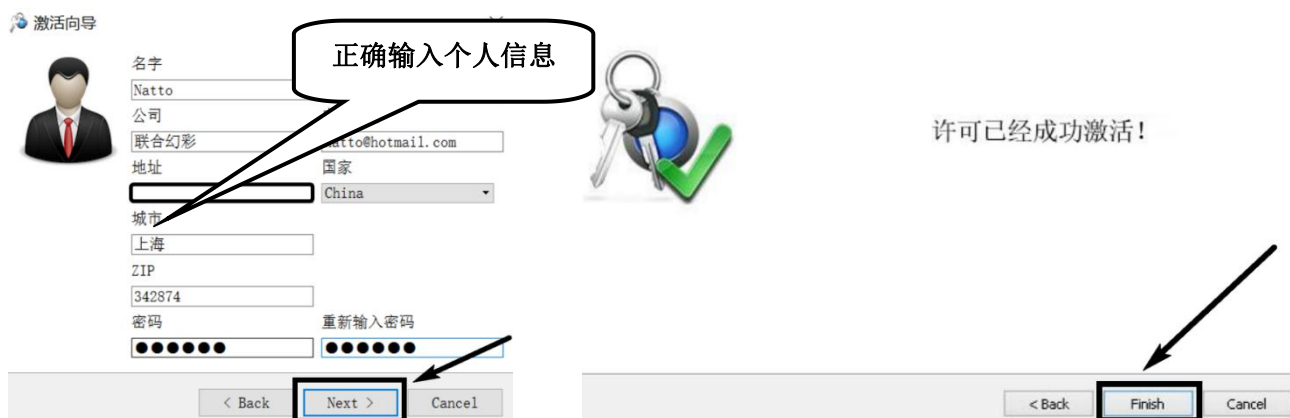 激活向导
正确输入个人信息
名字
Natto
公司
联合幻彩
natto@hotmail.com
地址
国家
China
城市
上海
ZIP
342874
密码
重新输入密码
●●●●●●
●●●●●●
< Back
Next >
Cancel
许可已经成功激活!
< Back
Finish
Cancel